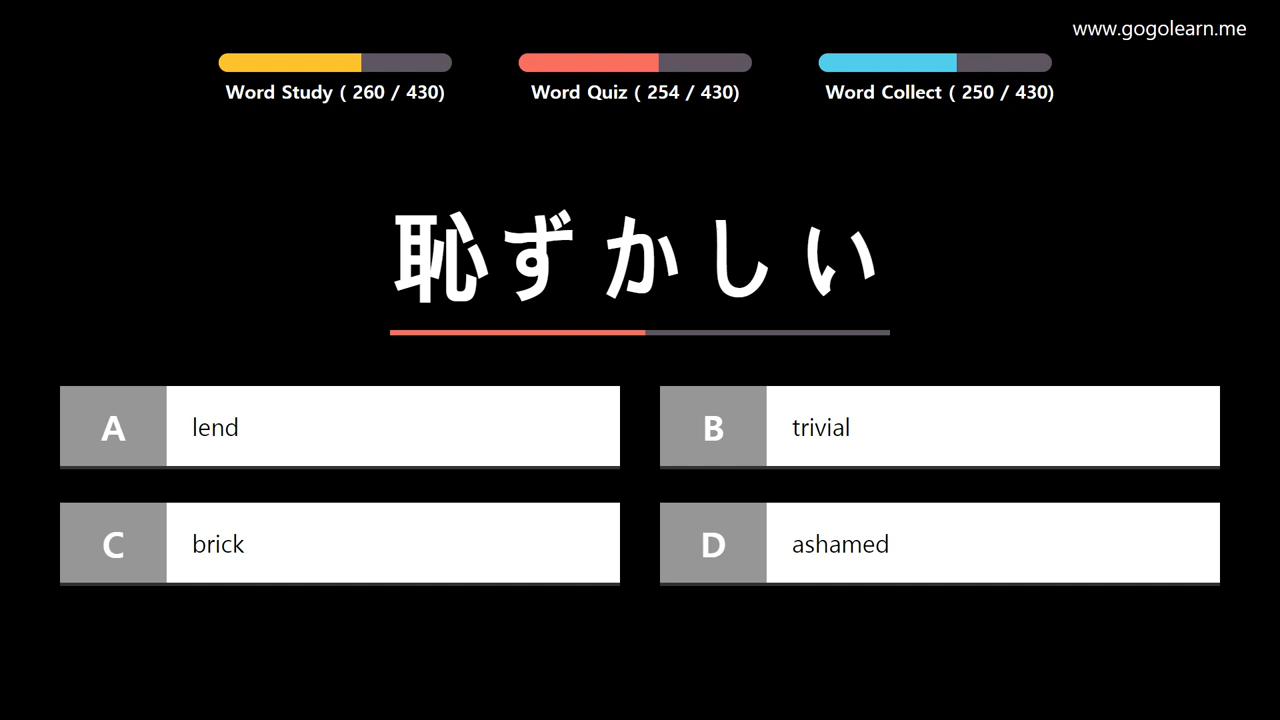 www.gogolearn.me
Word Study ( 260 / 430)
Word Quiz ( 254 / 430)
Word Collect ( 250 / 430)
恥ずかしい
A lend
B trivial
C brick
D ashamed